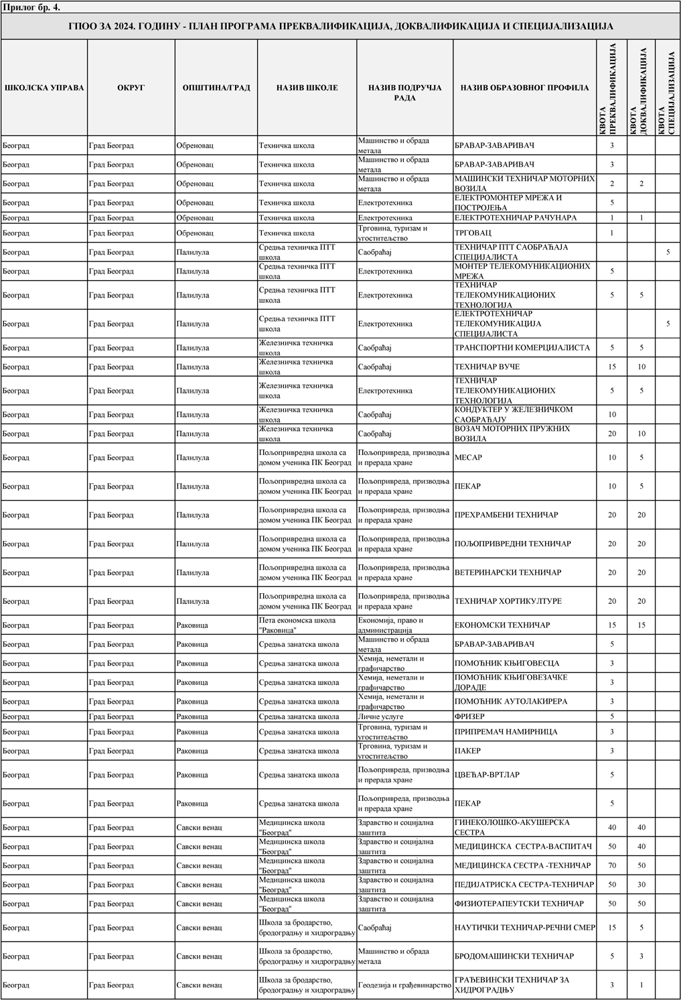 Прилог бр. 4.
ГПОО ЗА 2024. ГОДИНУ - ПЛАН ПРОГРАМА ПРЕКВАЛИФИКАЦИЈА, ДОКВАЛИФИКАЦИЈА И СПЕЦИЈАЛИЗАЦИЈА
ШКОЛСКА УПРАВА ОКРУГ ОПШТИНА/ГРАД НАЗИВ ШКОЛЕ НАЗИВ ПОДРУЧЈА РАДА НАЗИВ ОБРАЗОВНОГ ПРОФИЛА КВОТА ПРЕКВАЛИФИКАЦИЈА КВОТА ДОКВАЛИФИКАЦИЈА КВОТА СПЕЦИЈАЛИЗАЦИЈА
Београд Град Београд Обреновац Техничка школа Машинство и обрада метала БРАВАР-ЗАВАРИВАЧ 3
Београд Град Београд Обреновац Техничка школа Машинство и обрада метала БРАВАР-ЗАВАРИВАЧ 3
Београд Град Београд Обреновац Техничка школа Машинство и обрада метала МАШИНСКИ ТЕХНИЧАР МОТОРНИХ ВОЗИЛА 2 2
Београд Град Београд Обреновац Техничка школа Електротехника ЕЛЕКТРОМОНТЕР МРЕЖА И ПОСТРОЈЕЊА 5
Београд Град Београд Обреновац Техничка школа Електротехника ЕЛЕКТРОТЕХНИЧАР РАЧУНАРА 1 1
Београд Град Београд Обреновац Техничка школа Трговина, туризам и угоститељство ТРГОВАЦ 1
Београд Град Београд Палилула Средња техничка ПТТ школа Саобраћај ТЕХНИЧАР ПТТ САОБРАЋАЈА СПЕЦИЈАЛИСТА 5
Београд Град Београд Палилула Средња техничка ПТТ школа Електротехника МОНТЕР ТЕЛЕКОМУНИКАЦИОНИХ МРЕЖА 5
Београд Град Београд Палилула Средња техничка ПТТ школа Електротехника ТЕХНИЧАР ТЕЛЕКОМУНИКАЦИОНИХ ТЕХНОЛОГИЈА 5 5
Београд Град Београд Палилула Средња техничка ПТТ школа Електротехника ЕЛЕКТРОТЕХНИЧАР ТЕЛЕКОМУНИКАЦИЈА СПЕЦИЈАЛИСТА 5
Београд Град Београд Палилула Железничка техничка школа Саобраћај ТРАНСПОРТНИ КОМЕРЦИЈАЛИСТА 5 5
Београд Град Београд Палилула Железничка техничка школа Саобраћај ТЕХНИЧАР ВУЧЕ 15 10
Београд Град Београд Палилула Железничка техничка школа Електротехника ТЕХНИЧАР ТЕЛЕКОМУНИКАЦИОНИХ ТЕХНОЛОГИЈА 5 5
Београд Град Београд Палилула Железничка техничка школа Саобраћај КОНДУКТЕР У ЖЕЛЕЗНИЧКОМ САОБРАЋАЈУ 10
Београд Град Београд Палилула Железничка техничка школа Саобраћај ВОЗАЧ МОТОРНИХ ПРУЖНИХ ВОЗИЛА 20 10
Београд Град Београд Палилула Пољопривредна школа са домом ученика ПК Београд Пољопривреда, призводња и прерада хране МЕСАР 10 5
Београд Град Београд Палилула Пољопривредна школа са домом ученика ПК Београд Пољопривреда, призводња и прерада хране ПЕКАР 10 5
Београд Град Београд Палилула Пољопривредна школа са домом ученика ПК Београд Пољопривреда, призводња и прерада хране ПРЕХРАМБЕНИ ТЕХНИЧАР 20 20
Београд Град Београд Палилула Пољопривредна школа са домом ученика ПК Београд Пољопривреда, призводња и прерада хране ПОЉОПРИВРЕДНИ ТЕХНИЧАР 20 20
Београд Град Београд Палилула Пољопривредна школа са домом ученика ПК Београд Пољопривреда, призводња и прерада хране ВЕТЕРИНАРСКИ ТЕХНИЧАР 20 20
Београд Град Београд Палилула Пољопривредна школа са домом ученика ПК Београд Пољопривреда, призводња и прерада хране ТЕХНИЧАР ХОРТИКУЛТУРЕ 20 20
Београд Град Београд Раковица Пета економска школа "Раковица" Економија, право и администрација ЕКОНОМСКИ ТЕХНИЧАР 15 15
Београд Град Београд Раковица Средња занатска школа Машинство и обрада метала БРАВАР-ЗАВАРИВАЧ 5
Београд Град Београд Раковица Средња занатска школа Хемија, неметали и графичарство ПОМОЋНИК КЊИГОВЕСЦА 3
Београд Град Београд Раковица Средња занатска школа Хемија, неметали и графичарство ПОМОЋНИК КЊИГОВЕЗАЧКЕ ДОРАДЕ 3
Београд Град Београд Раковица Средња занатска школа Хемија, неметали и графичарство ПОМОЋНИК АУТОЛАКИРЕРА 3
Београд Град Београд Раковица Средња занатска школа Личне услуге ФРИЗЕР 5
Београд Град Београд Раковица Средња занатска школа Трговина, туризам и угоститељство ПРИПРЕМАЧ НАМИРНИЦА 3
Београд Град Београд Раковица Средња занатска школа Трговина, туризам и угоститељство ПАКЕР 3
Београд Град Београд Раковица Средња занатска школа Пољопривреда, призводња и прерада хране ЦВЕЋАР-ВРТЛАР 5
Београд Град Београд Раковица Средња занатска школа Пољопривреда, призводња и прерада хране ПЕКАР 5
Београд Град Београд Савски венац Медицинска школа "Београд" Здравство и социјална заштита ГИНЕКОЛОШКО-АКУШЕРСКА СЕСТРА 40 40
Београд Град Београд Савски венац Медицинска школа "Београд" Здравство и социјална заштита МЕДИЦИНСКА СЕСТРА-ВАСПИТАЧ 50 40
Београд Град Београд Савски венац Медицинска школа "Београд" Здравство и социјална заштита МЕДИЦИНСКА СЕСТРА -ТЕХНИЧАР 70 50
Београд Град Београд Савски венац Медицинска школа "Београд" Здравство и социјална заштита ПЕДИЈАТРИСКА СЕСТРА-ТЕХНИЧАР 50 30
Београд Град Београд Савски венац Медицинска школа "Београд" Здравство и социјална заштита ФИЗИОТЕРАПЕУТСКИ ТЕХНИЧАР 50 50
Београд Град Београд Савски венац Школа за бродарство, бродоградњу и хидроградњу Саобраћај НАУТИЧКИ ТЕХНИЧАР-РЕЧНИ СМЕР 15 5
Београд Град Београд Савски венац Школа за бродарство, бродоградњу и хидроградњу Машинство и обрада метала БРОДОМАШИНСКИ ТЕХНИЧАР 5 3
Београд Град Београд Савски венац Школа за бродарство, бродоградњу и хидроградњу Геодезија и грађевинарство ГРАЂЕВИНСКИ ТЕХНИЧАР ЗА ХИДРОГРАДЊУ 3 1